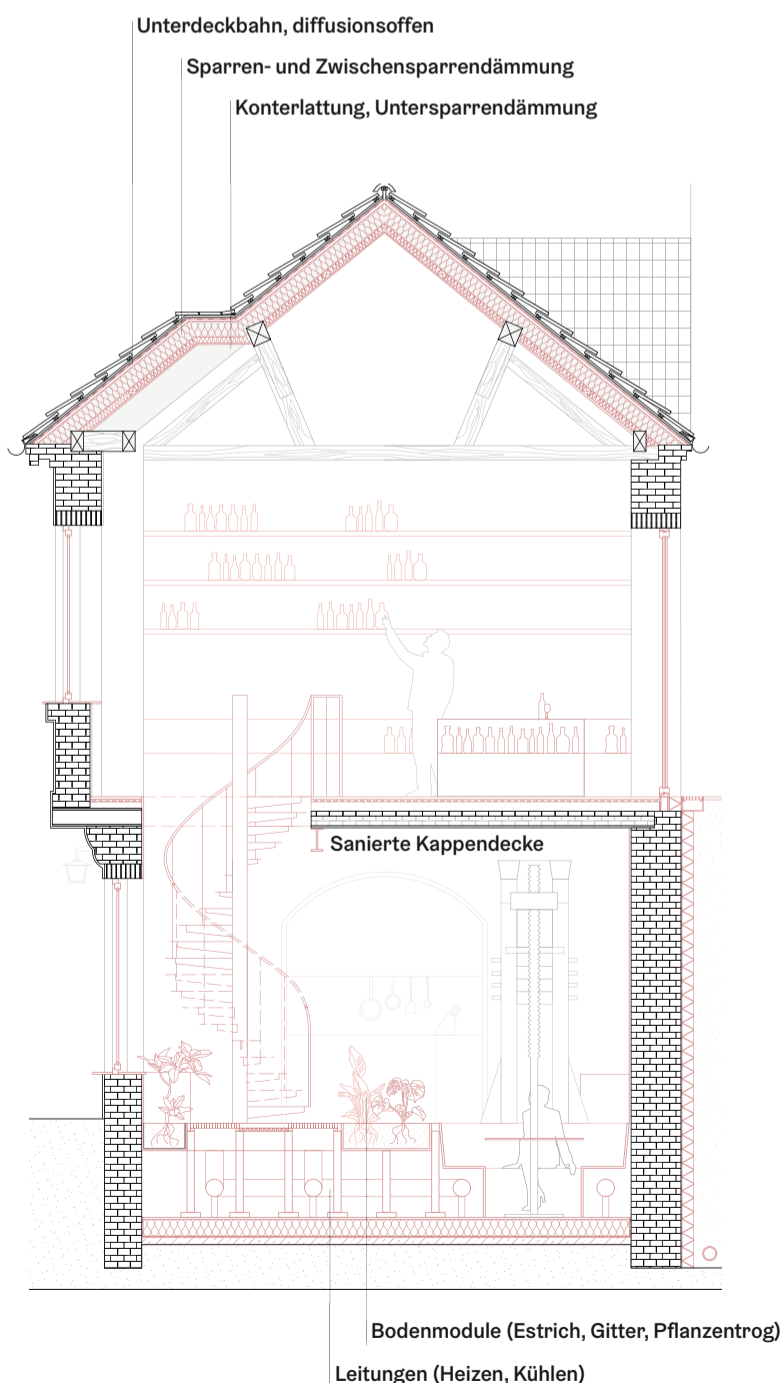 Unterdeckbahn, diffusionsoffen
Sparren- und Zwischensparrendämmung
Konterlattung, Untersparrendämmung
Sanierte Kappendecke
Bodenmodule (Estrich, Gitter, Pflanzentrog)
Leitungen (Heizen, Kühlen)